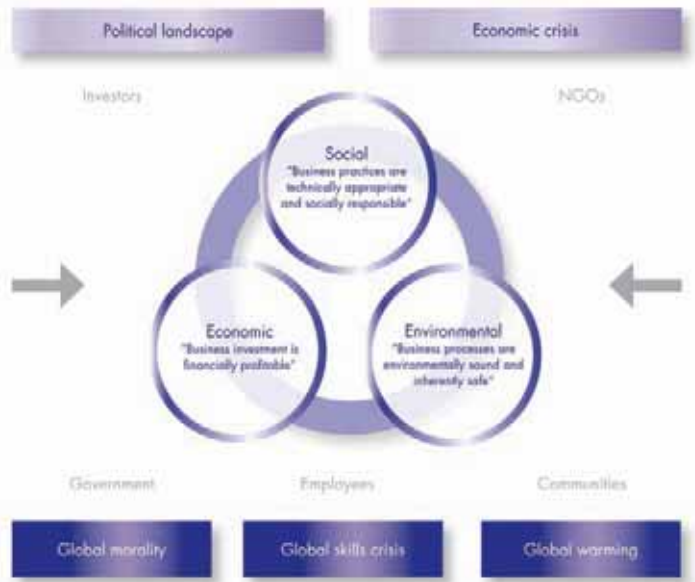 Political landscape
Economic crisis
Investors
NGOs
Social
"Business practices are
technically appropriate
and socially responsible"
Economic
"Business investment is
financially profitable"
Environmental
"Business processes are
environmentally sound and
inherently safe"
Government
Employees
Communities
Global morality
Global skills crisis
Global warming